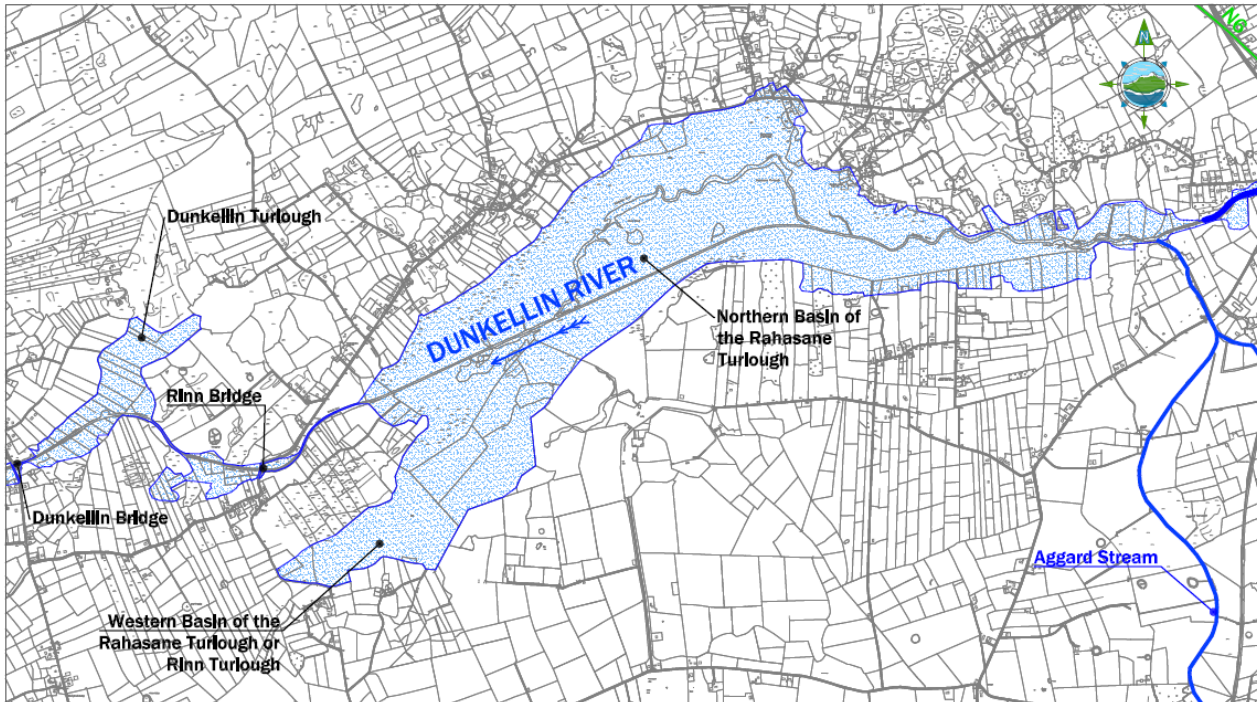 N6
N
Dunkellin Turlough
DUNKELLIN RIVER
Northern Basin of
the Rahasane
Turlough
Rinn Bridge
Dunkellin Bridge
Aggard Stream
Western Basin of the
Rahasane Turlough or
Rinn Turlough